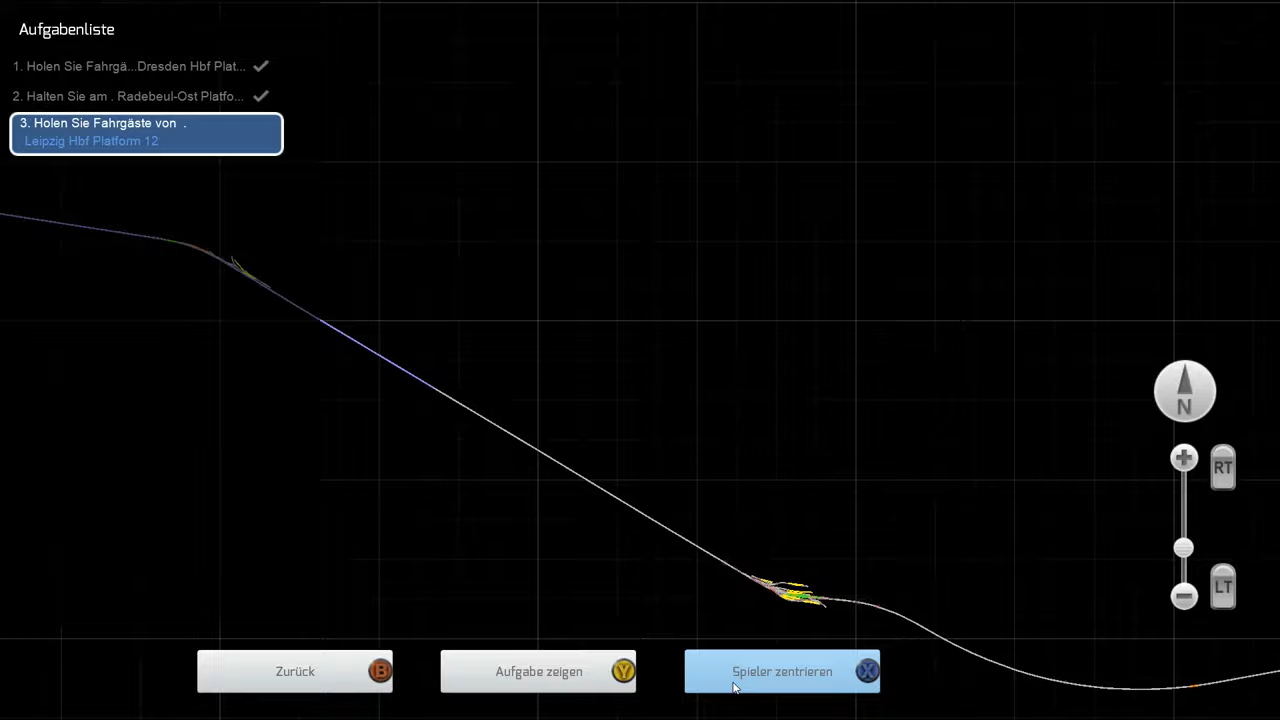 Aufgabenliste
1. Holen Sie Fahrgä...Dresden Hbf Plat...
2. Halten Sie am . Radebeul-Ost Platfo...
3. Holen Sie Fahrgäste von .
Leipzig Hbf Platform 12
N
RT
LT
Zurück B
Aufgabe zeigen Y
Spieler zentrieren X